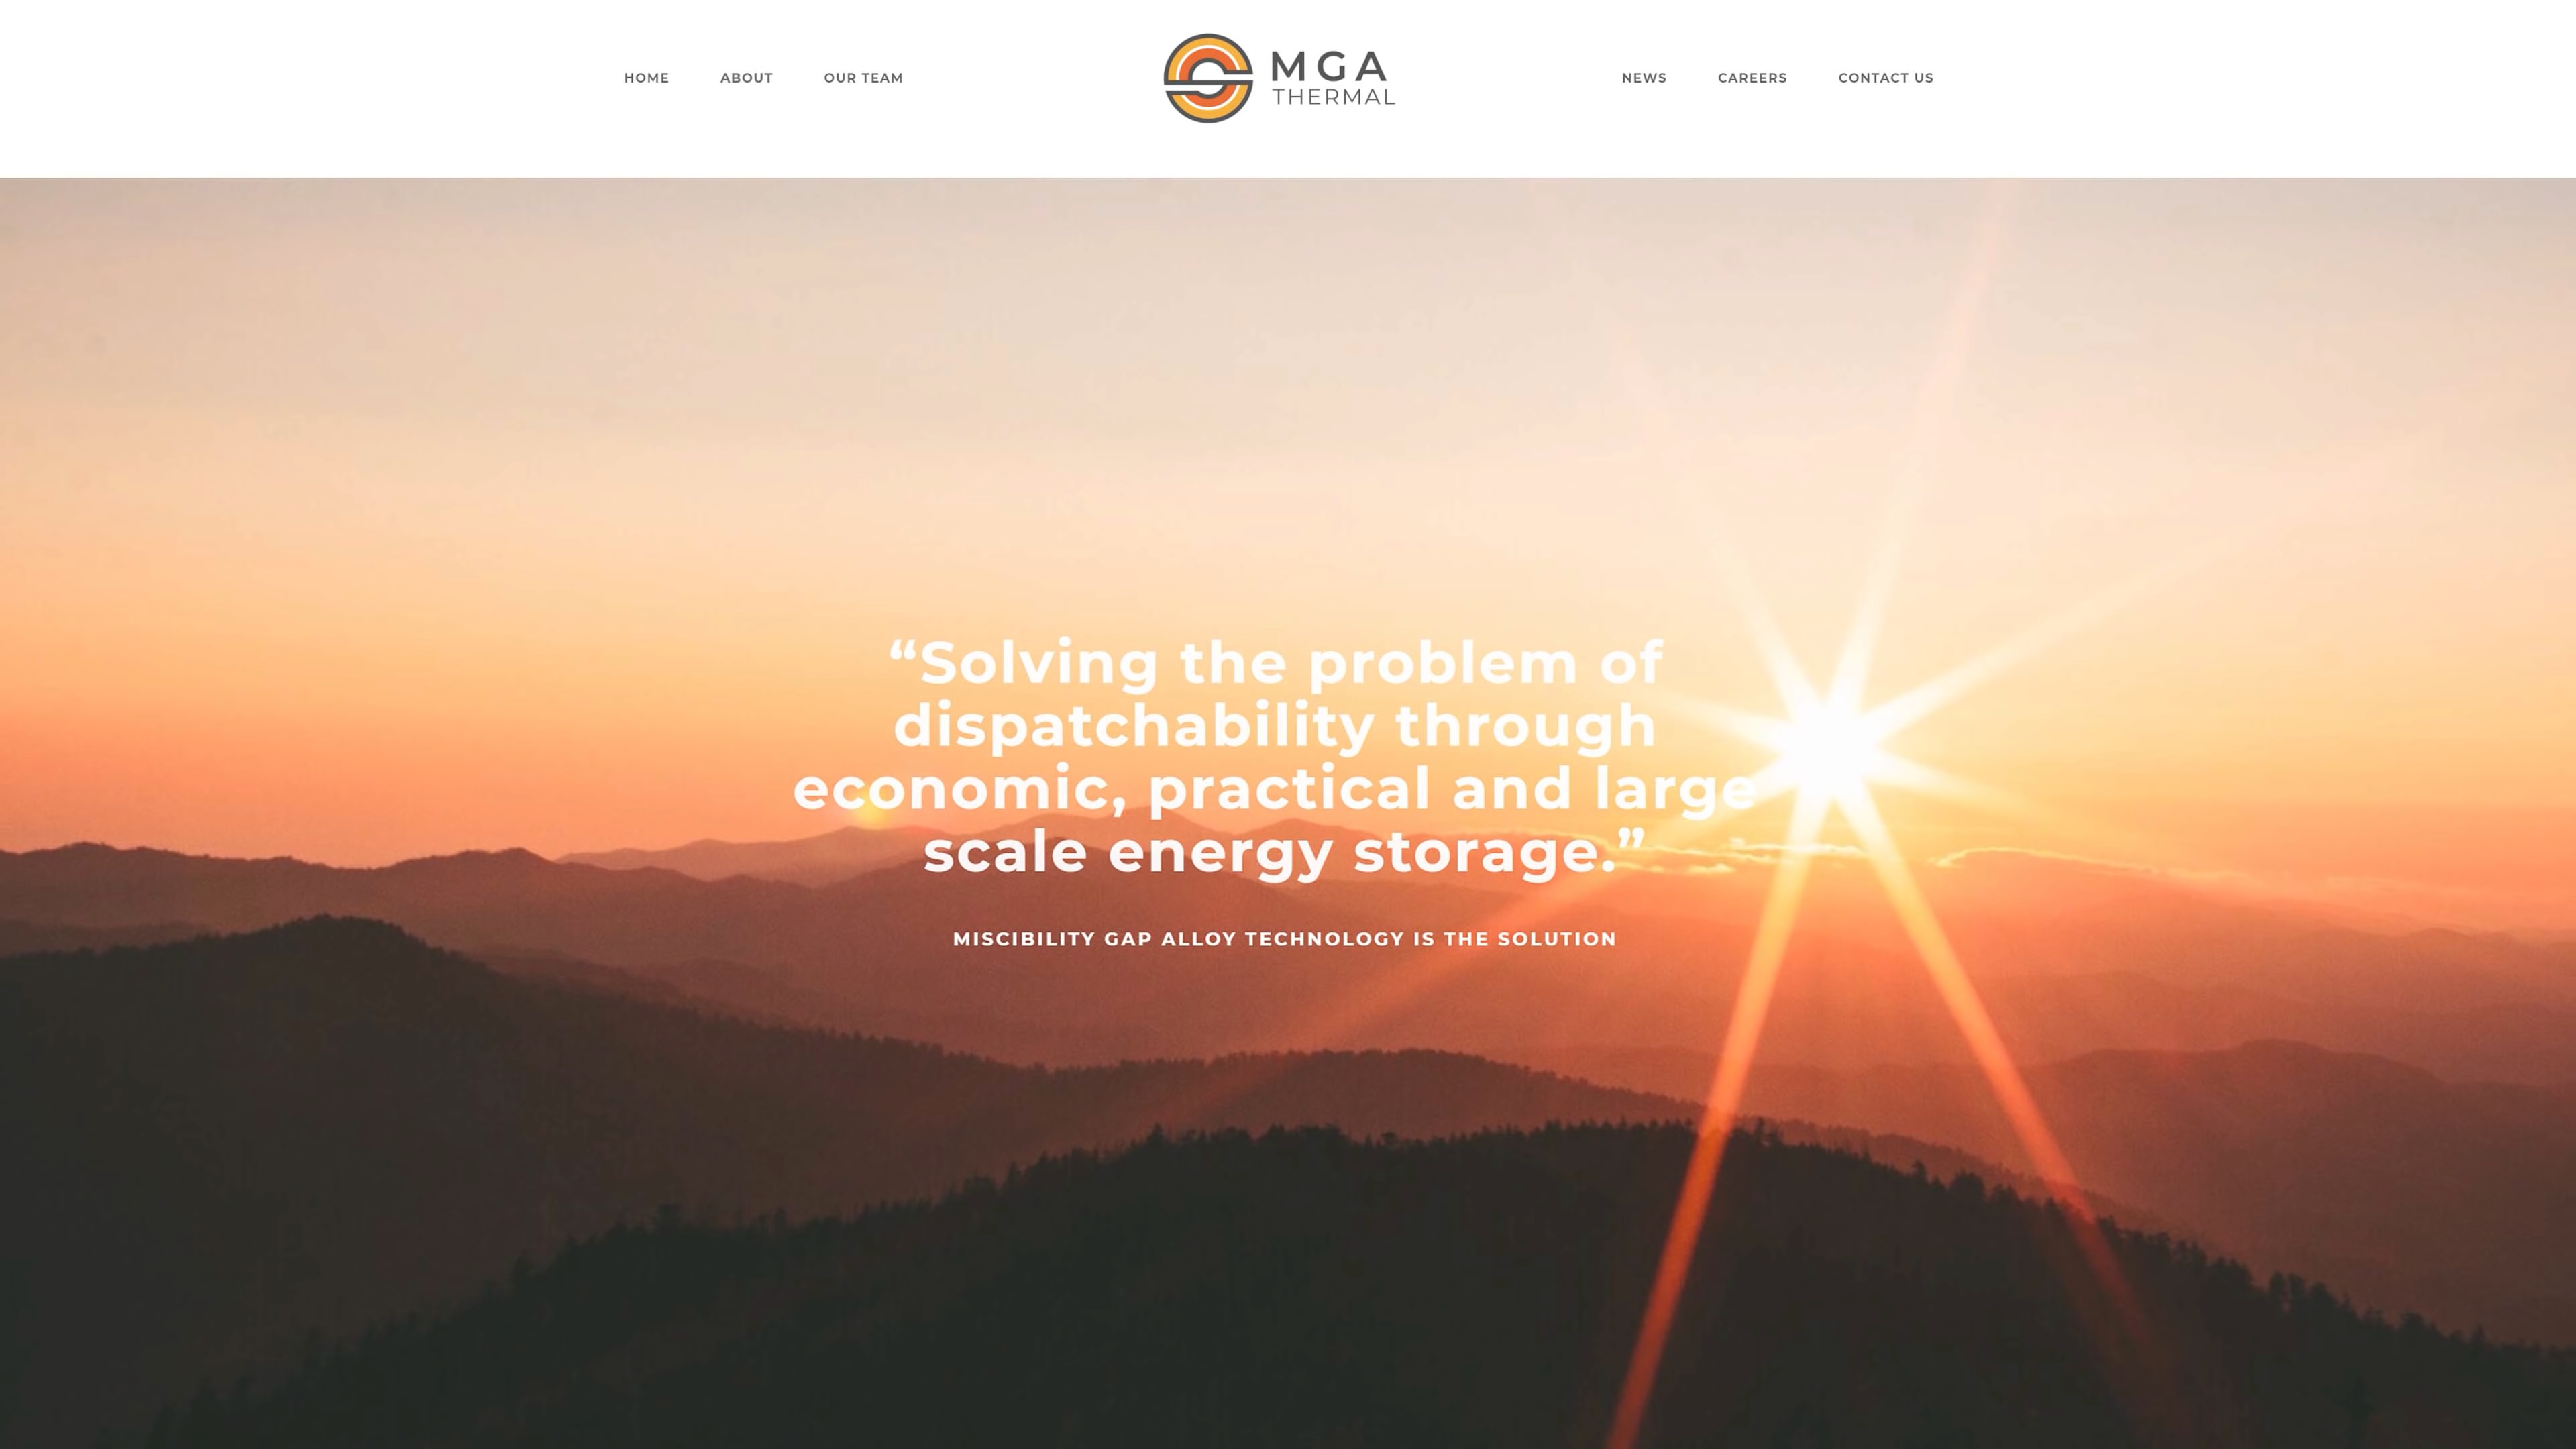 HOME ABOUT OUR TEAM
MGA
THERMAL
NEWS CAREERS CONTACT US
“Solving the problem of
dispatchability through
economic, practical and large
scale energy storage.”
MISCIBILITY GAP ALLOY TECHNOLOGY IS THE SOLUTION